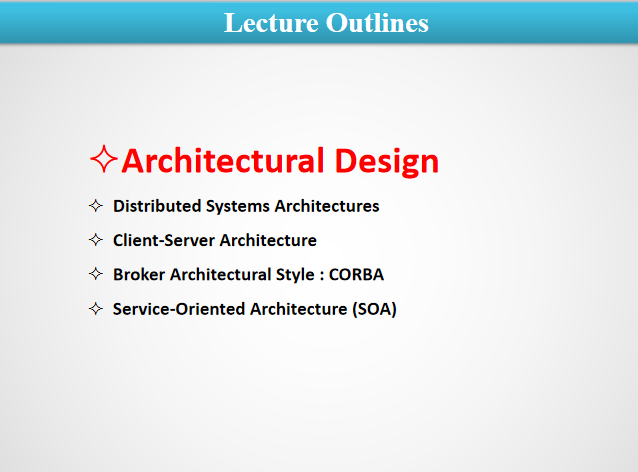 Lecture Outlines
✧Architectural Design
✧ Distributed Systems Architectures
✧ Client-Server Architecture
✧ Broker Architectural Style : CORBA
✧ Service-Oriented Architecture (SOA)